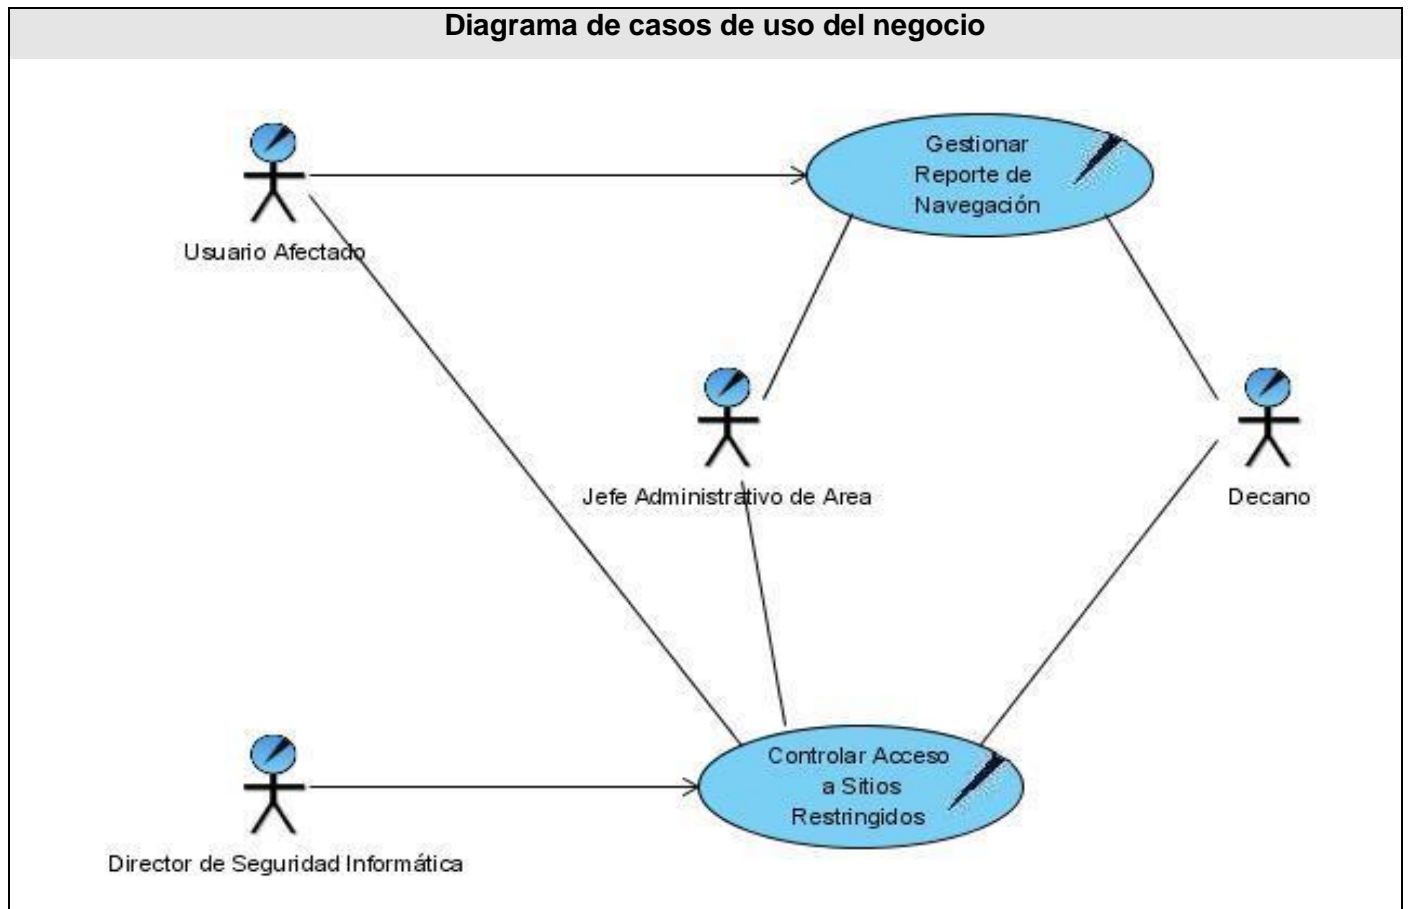 Diagrama de casos de uso del negocio
Gestionar
Reporte de
Navegación
Usuario Afectado
Jefe Administrativo de Area
Decano
Controlar Acceso
a Sitios
Restringidos
Director de Seguridad Informática